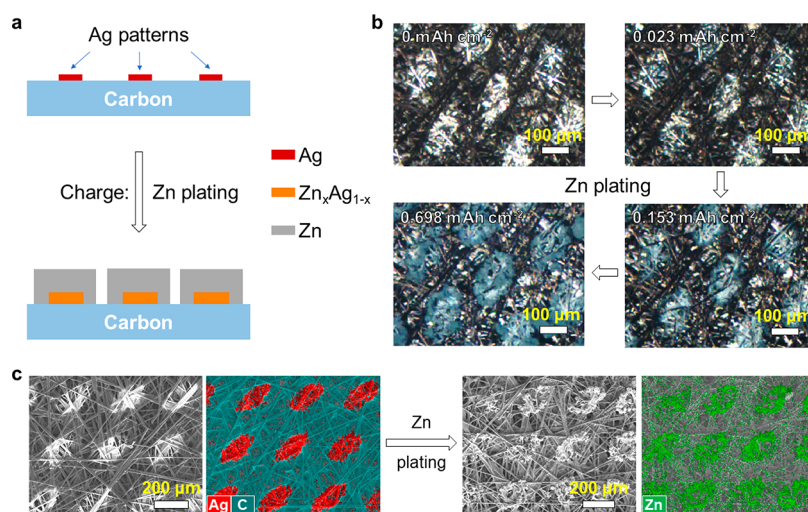 a
Ag patterns
Carbon
Charge: Zn plating
Ag
ZnxAg1-x
Zn
Carbon
b
0 mAh cm-2
100 μm
0.023 mAh cm-2
100 μm
Zn plating
0.698 mAh cm-2
100 μm
0.153 mAh cm-2
100 μm
c
200 μm
Ag C
Zn
plating
200 μm
Zn